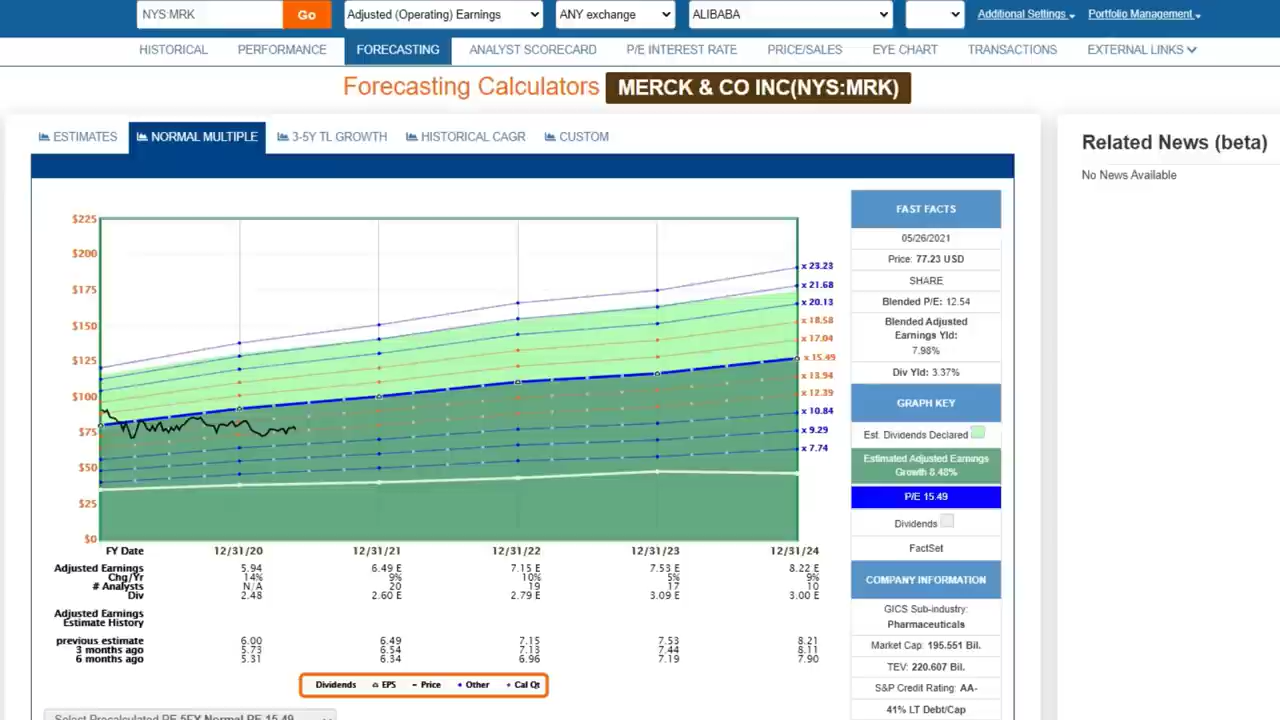 NYS:MRK Go Adjusted (Operating) Earnings ANY exchange ALIBABA Additional Settings Portfolio Management
HISTORICAL PERFORMANCE FORECASTING ANALYST SCORECARD P/E INTEREST RATE PRICE/SALES EYE CHART TRANSACTIONS EXTERNAL LINKS
Forecasting Calculators MERCK & CO INC(NYS:MRK)
ESTIMATES NORMAL MULTIPLE 3-5Y TL GROWTH HISTORICAL CAGR CUSTOM
Related News (beta)
No News Available
$225
$200
$175
$150
$125
$100
$75
$50
$25
$0
x 23.23
x 21.68
x 20.13
x 18.58
x 17.04
x 15.49
x 13.94
x 12.39
x 10.84
x 9.29
x 7.74
FY Date 12/31/20 12/31/21 12/31/22 12/31/23 12/31/24
Adjusted Earnings 5.94 6.49 E 7.15 E 7.53 E 8.22 E
Chg/Yr 14% 9% 10% 5% 9%
# Analysts N/A 20 19 17 10
Div 2.48 2.60 E 2.79 E 3.09 E 3.00 E
Adjusted Earnings
Estimate History
previous estimate 6.00 6.49 7.15 7.53 8.21
3 months ago 5.73 6.54 7.13 7.44 8.11
6 months ago 5.31 6.34 6.96 7.19 7.90
Dividends EPS Price Other Cal Qt
Select Precalculated PE 5FY Normal PE 15.49
FAST FACTS
05/26/2021
Price: 77.23 USD
SHARE
Blended P/E: 12.54
Blended Adjusted
Earnings Yld:
7.98%
Div Yld: 3.37%
GRAPH KEY
Est. Dividends Declared
Estimated Adjusted Earnings
Growth 8.48%
P/E 15.49
Dividends
FactSet
COMPANY INFORMATION
GICS Sub-industry:
Pharmaceuticals
Market Cap: 195.551 Bil.
TEV: 220.607 Bil.
S&P Credit Rating: AA-
41% LT Debt/Cap